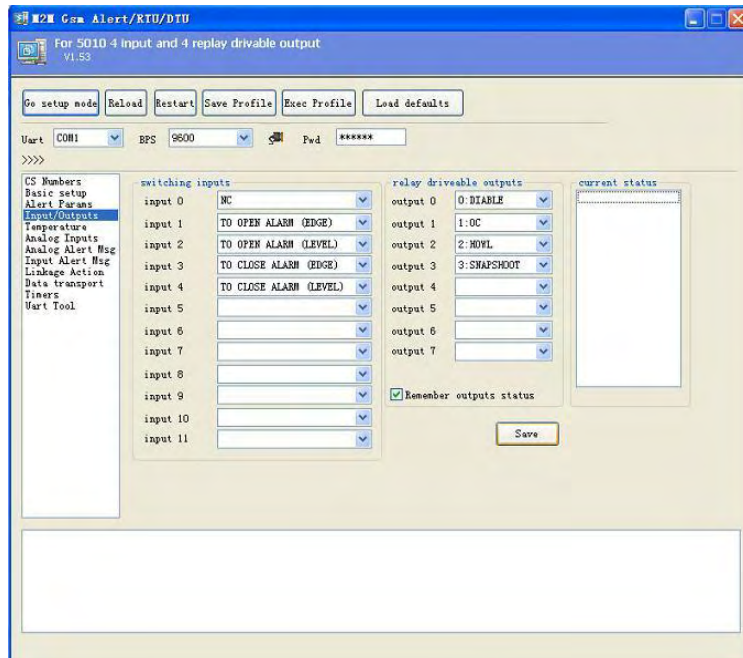 M2M Gsm Alert/RTU/DTU
For 5010 4 input and 4 replay drivable output
V1.53
Go setup mode Reload Restart Save Profile Exec Profile Load defaults
Uart COM1 BPS 9600 Pwd ******
>>>>
CS Numbers
Basic setup
Alert Params
Input/Outputs
Temperature
Analog Inputs
Analog Alert Msg
Input Alert Msg
Linkage Action
Data transport
Timers
Uart Tool
switching inputs
input 0 NC
input 1 TO OPEN ALARM (EDGE)
input 2 TO OPEN ALARM (LEVEL)
input 3 TO CLOSE ALARM (EDGE)
input 4 TO CLOSE ALARM (LEVEL)
input 5
input 6
input 7
input 8
input 9
input 10
input 11
relay driveable outputs
output 0 0:DIABLE
output 1 1:OC
output 2 2:HOWL
output 3 3:SNAPSHOOT
output 4
output 5
output 6
output 7
Remember outputs status
current status
Save